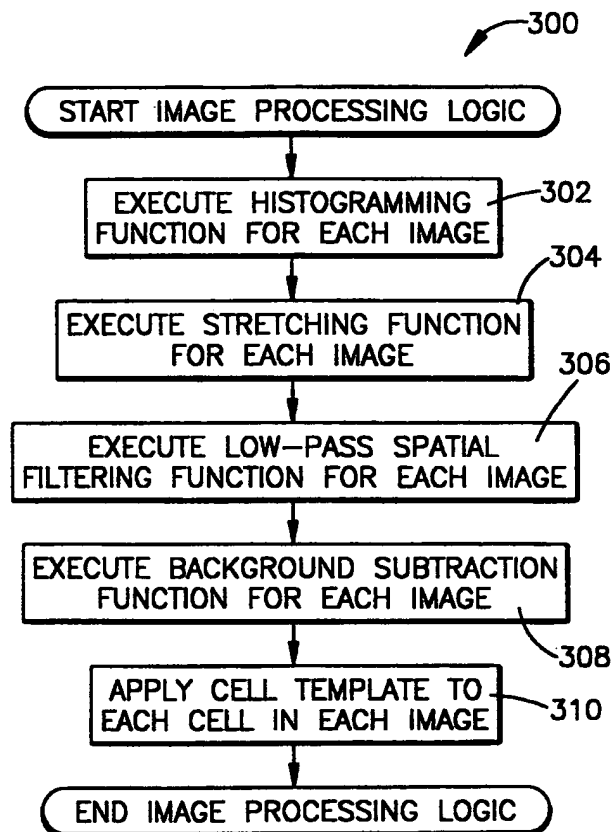 300
START IMAGE PROCESSING LOGIC
EXECUTE HISTOGRAMMING
FUNCTION FOR EACH IMAGE
302
EXECUTE STRETCHING FUNCTION
FOR EACH IMAGE
304
EXECUTE LOW-PASS SPATIAL
FILTERING FUNCTION FOR EACH IMAGE
306
EXECUTE BACKGROUND SUBTRACTION
FUNCTION FOR EACH IMAGE
308
APPLY CELL TEMPLATE TO
EACH CELL IN EACH IMAGE
310
END IMAGE PROCESSING LOGIC